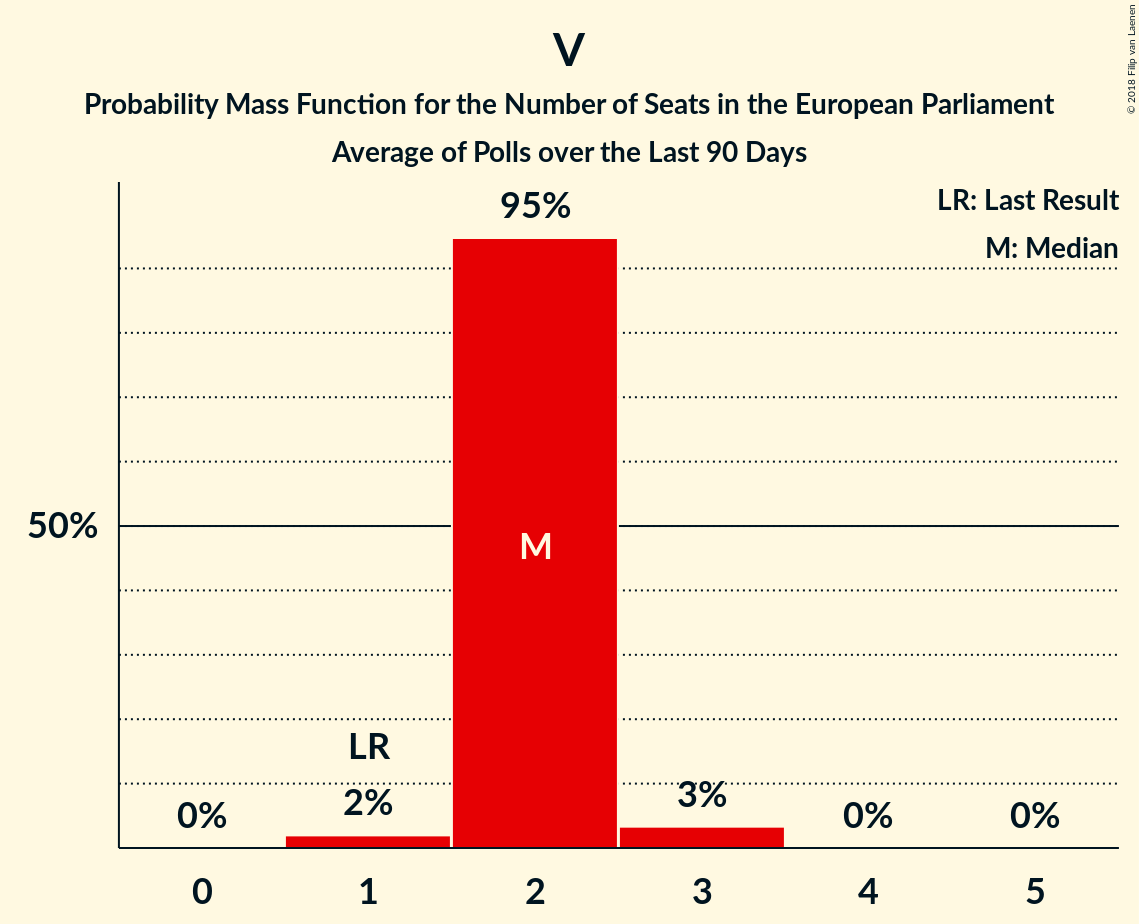 V
Probability Mass Function for the Number of Seats in the European Parliament
Average of Polls over the Last 90 Days
© 2018 Filip van Laenen
LR: Last Result
M: Median
95%
50%
M
LR
0%
2%
3%
0%
0%
0
1
2
3
4
5